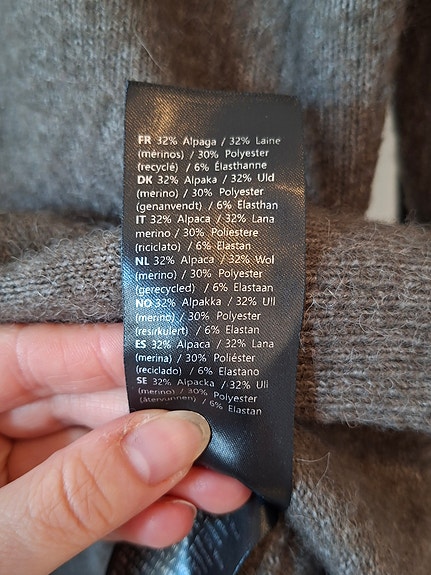 FR 32% Alpaga / 32% Laine
(mérinos) / 30% Polyester
(recyclé) / 6% Élasthanne
DK 32% Alpaka / 32% Uld
(merino) / 30% Polyester
(genanvendt) / 6% Elasthan
IT 32% Alpaca / 32% Lana
merino / 30% Poliestere
(riciclato) / 6% Elastan
NL 32% Alpaca / 32% Wol
(merino) / 30% Polyester
(gerecycled) / 6% Elastaan
NO 32% Alpakka / 32% Ull
(merino) / 30% Polyester
(resirkulert) / 6% Elastan
ES 32% Alpaca / 32% Lana
(merina) / 30% Poliéster
(reciclado) / 6% Elastano
SE 32% Alpacka / 32% Ull
(merino) / 30% Polyester
(återvunnen) / 6% Elastan